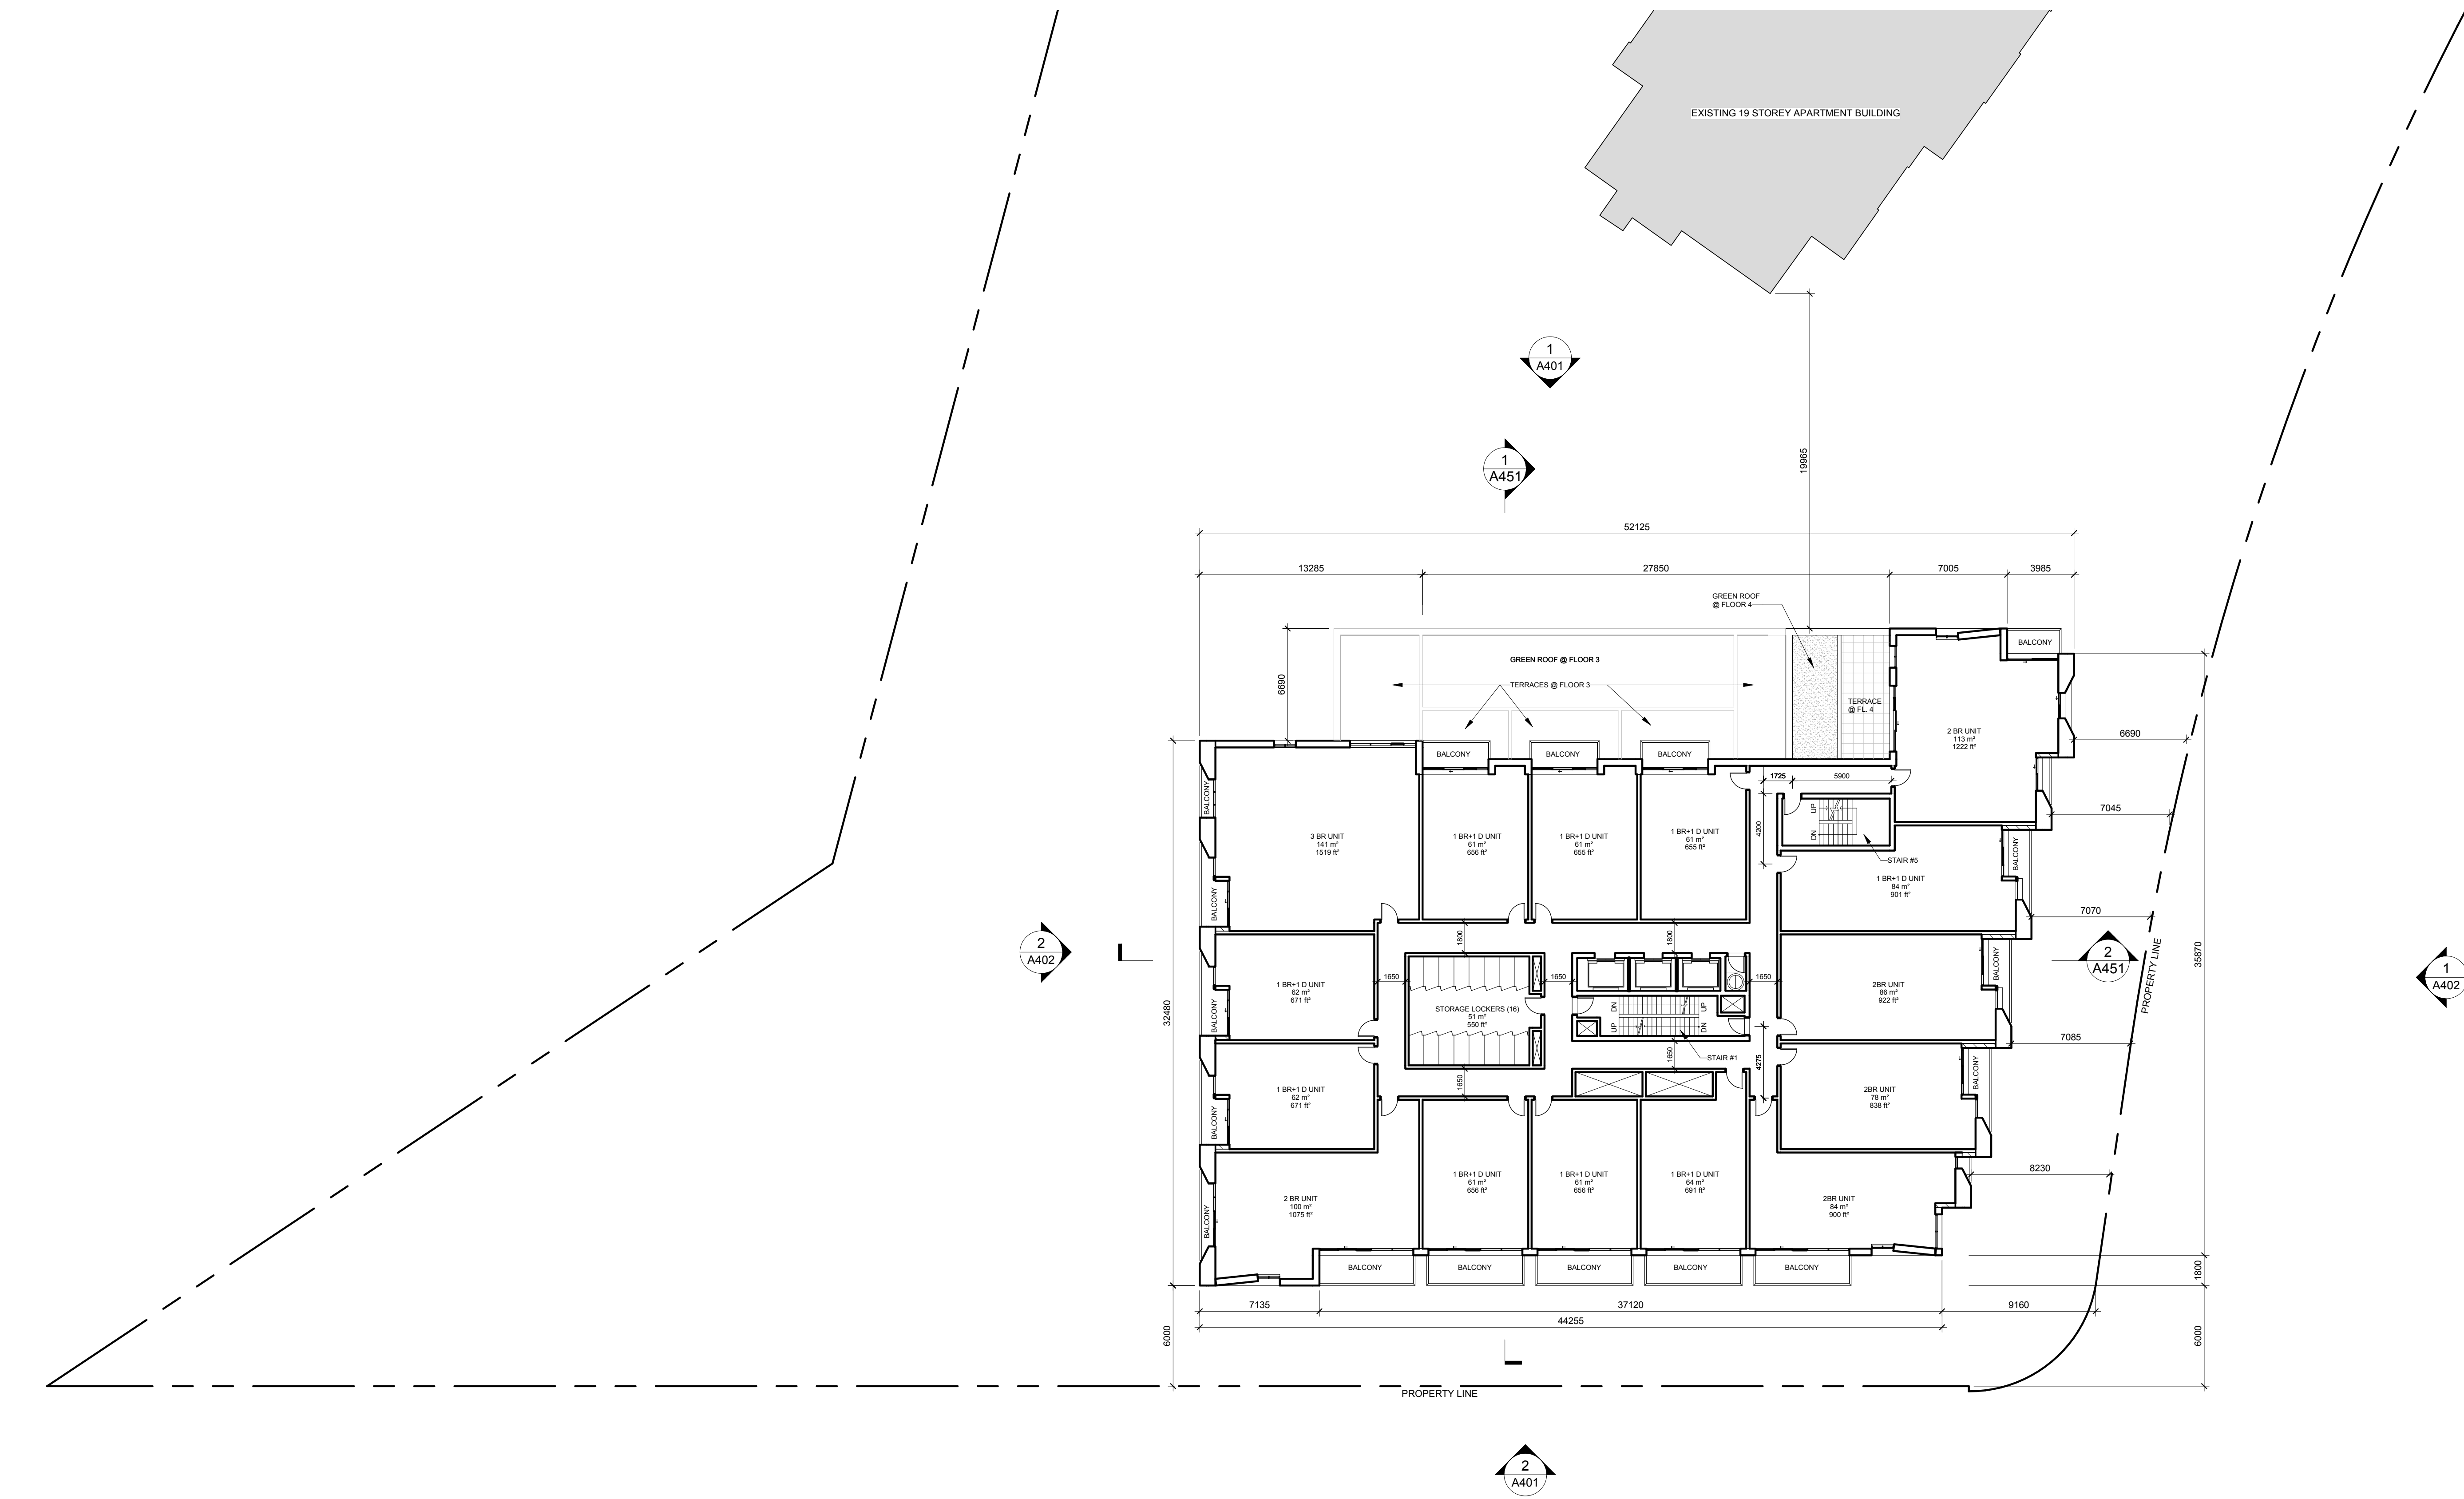 EXISTING 19 STOREY APARTMENT BUILDING
1
A401
1
A451
19965
52125
13285
27850
7005
3985
GREEN ROOF
@ FLOOR 4
BALCONY
GREEN ROOF @ FLOOR 3
6690
TERRACES @ FLOOR 3
TERRACE
@ FL. 4
2 BR UNIT
113 m²
1222 ft²
6690
BALCONY
BALCONY
BALCONY
1725
5900
BALCONY
UP
DN
7045
4200
3 BR UNIT
141 m²
1519 ft²
1 BR+1 D UNIT
61 m²
656 ft²
1 BR+1 D UNIT
61 m²
655 ft²
1 BR+1 D UNIT
61 m²
655 ft²
STAIR #5
BALCONY
1 BR+1 D UNIT
84 m²
901 ft²
BALCONY
7070
2
A402
1800
1800
2
A451
PROPERTY LINE
35870
1
A402
1650
1650
1650
BALCONY
1 BR+1 D UNIT
62 m²
671 ft²
2BR UNIT
86 m²
922 ft²
32480
BALCONY
STORAGE LOCKERS (16)
51 m²
550 ft²
DN
UP
UP
DN
7085
1650
STAIR #1
4275
1650
BALCONY
1 BR+1 D UNIT
62 m²
671 ft²
2BR UNIT
78 m²
838 ft²
BALCONY
8230
1 BR+1 D UNIT
61 m²
656 ft²
1 BR+1 D UNIT
61 m²
656 ft²
1 BR+1 D UNIT
64 m²
691 ft²
2 BR UNIT
100 m²
1075 ft²
2BR UNIT
84 m²
900 ft²
BALCONY
BALCONY
BALCONY
BALCONY
BALCONY
BALCONY
1800
7135
37120
9160
44255
6000
6000
PROPERTY LINE
2
A401